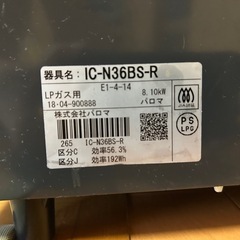 器具名: IC-N36BS-R
E1-4-14
LPガス用 8.10kW
18·04-900888 パロマ
株式会社パロマ
PS
LPG
265 IC-N36BS-R
区分C 効率56.3%
区分J 効率192Wh